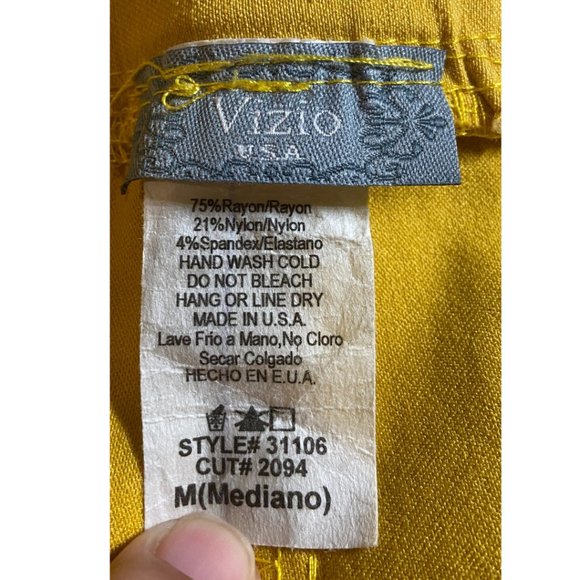 Vizio
U.S.A
75%Rayon/Rayon
21%Nylon/Nylon
4%Spandex/Elastano
HAND WASH COLD
DO NOT BLEACH
HANG OR LINE DRY
MADE IN U.S.A.
Lave Frio a Mano,No Cloro
Secar Colgado
HECHO EN E.U.A.
STYLE# 31106
CUT# 2094
M(Mediano)